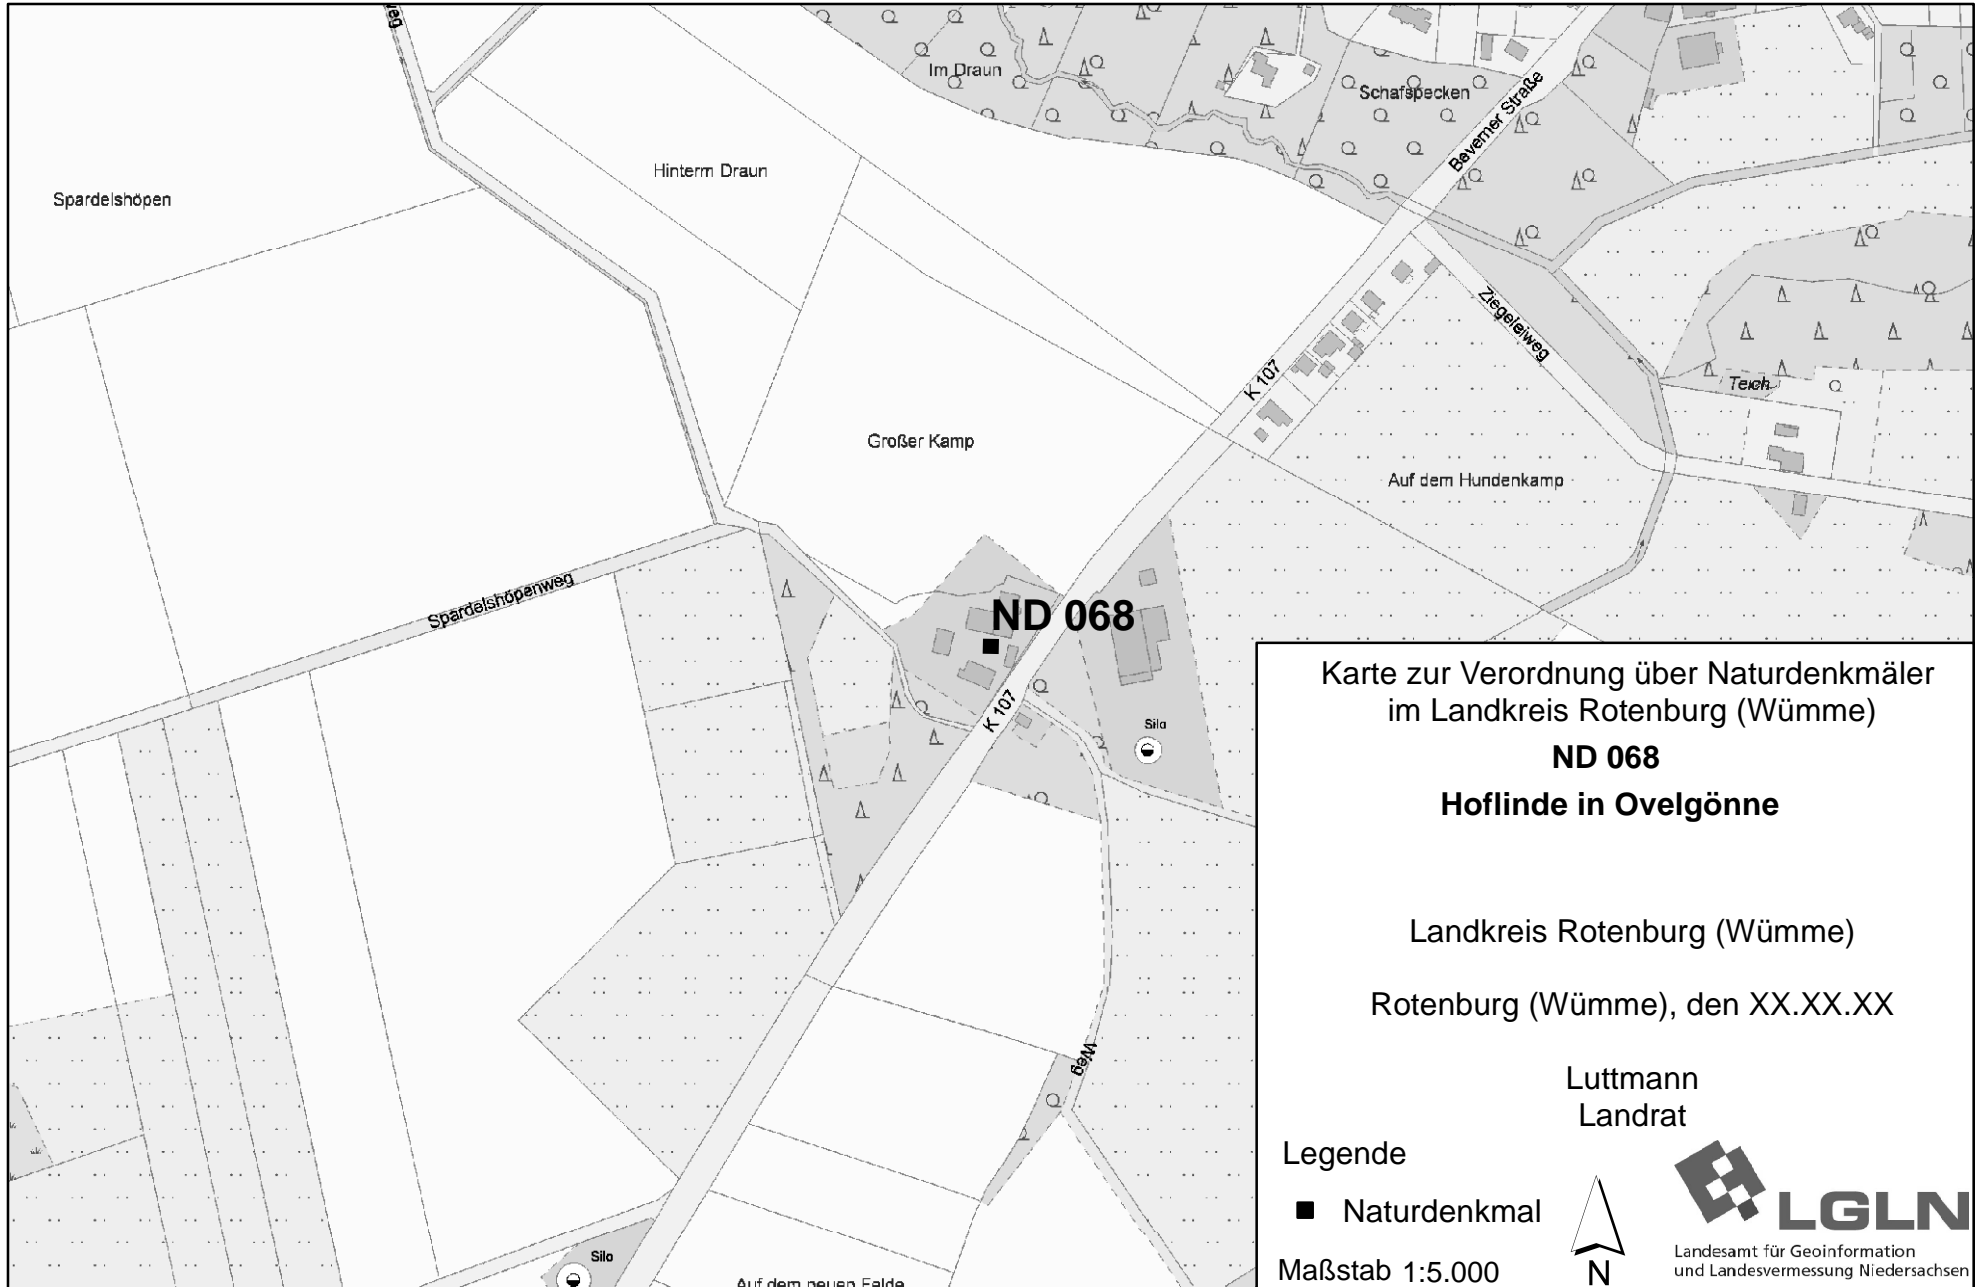 Im Draun
Schafspecken
Beverner Straße
Hinterm Draun
Spardelshöpen
Ziegeleiweg
K 107
Teich
Großer Kamp
Auf dem Hundenkamp
Spardelshöpenweg
ND 068
K 107
Silo
Weg
Silo
Auf dem neuen Felde
Karte zur Verordnung über Naturdenkmäler
im Landkreis Rotenburg (Wümme)
ND 068
Hoflinde in Ovelgönne
Landkreis Rotenburg (Wümme)
Rotenburg (Wümme), den XX.XX.XX
Luttmann
Landrat
Legende
Naturdenkmal
Maßstab 1:5.000
N
LGLN
Landesamt für Geoinformation
und Landesvermessung Niedersachsen